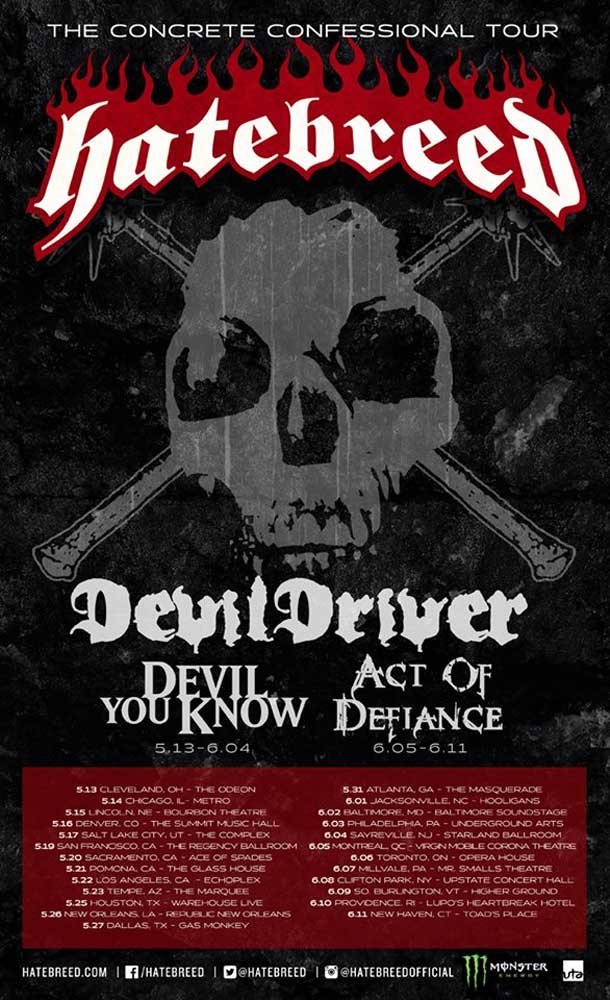 THE CONCRETE CONFESSIONAL TOUR
hatebreed
DevilDriver
DEVIL
YOU KNOW
5.13-6.04
ACT OF
DEFIANCE
6.05-6.11
5.13 CLEVELAND, OH - THE ODEON
5.14 CHICAGO, IL- METRO
5.15 LINCOLN, NE - BOURBON THEATRE
5.16 DENVER, CO - THE SUMMIT MUSIC HALL
5.17 SALT LAKE CITY, UT - THE COMPLEX
5.19 SAN FRANCISCO, CA - THE REGENCY BALLROOM
5.20 SACRAMENTO, CA - ACE OF SPADES
5.21 POMONA, CA - THE GLASS HOUSE
5.22 LOS ANGELES, CA - ECHOPLEX
5.23 TEMPE, AZ - THE MARQUEE
5.25 HOUSTON, TX - WAREHOUSE LIVE
5.26 NEW ORLEANS, LA - REPUBLIC NEW ORLEANS
5.27 DALLAS, TX - GAS MONKEY
5.31 ATLANTA, GA - THE MASQUERADE
6.01 JACKSONVILLE, NC - HOOLIGANS
6.02 BALTIMORE, MD - BALTIMORE SOUNDSTAGE
6.03 PHILADELPHIA, PA - UNDERGROUND ARTS
6.04 SAYREVILLE, NJ - STARLAND BALLROOM
6.05 MONTREAL, QC - VIRGIN MOBILE CORONA THEATRE
6.06 TORONTO, ON - OPERA HOUSE
6.07 MILLVALE, PA - MR. SMALLS THEATRE
6.08 CLIFTON PARK, NY - UPSTATE CONCERT HALL
6.09 SO. BURLINGTON, VT - HIGHER GROUND
6.10 PROVIDENCE, RI - LUPO'S HEARTBREAK HOTEL
6.11 NEW HAVEN, CT - TOAD'S PLACE
HATEBREED.COM | /HATEBREED | @HATEBREED | @HATEBREEDOFFICIAL
MONSTER
ENERGY
uta